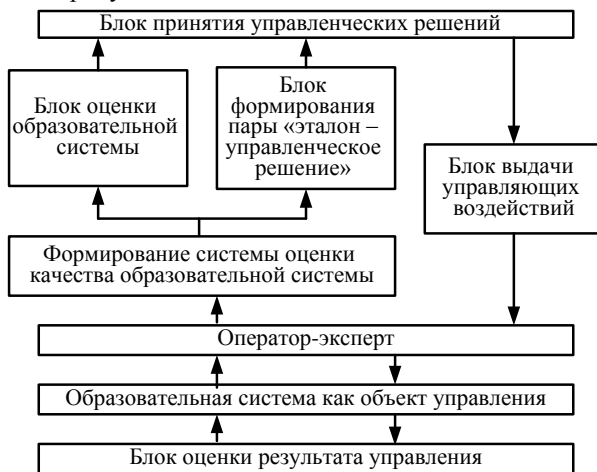 Блок принятия управленческих решений
Блок оценки
образовательной
системы
Блок
формирования
пары «эталон –
управленческое
решение»
Блок выдачи
управляющих
воздействий
Формирование системы оценки
качества образовательной системы
Оператор-эксперт
Образовательная система как объект управления
Блок оценки результата управления